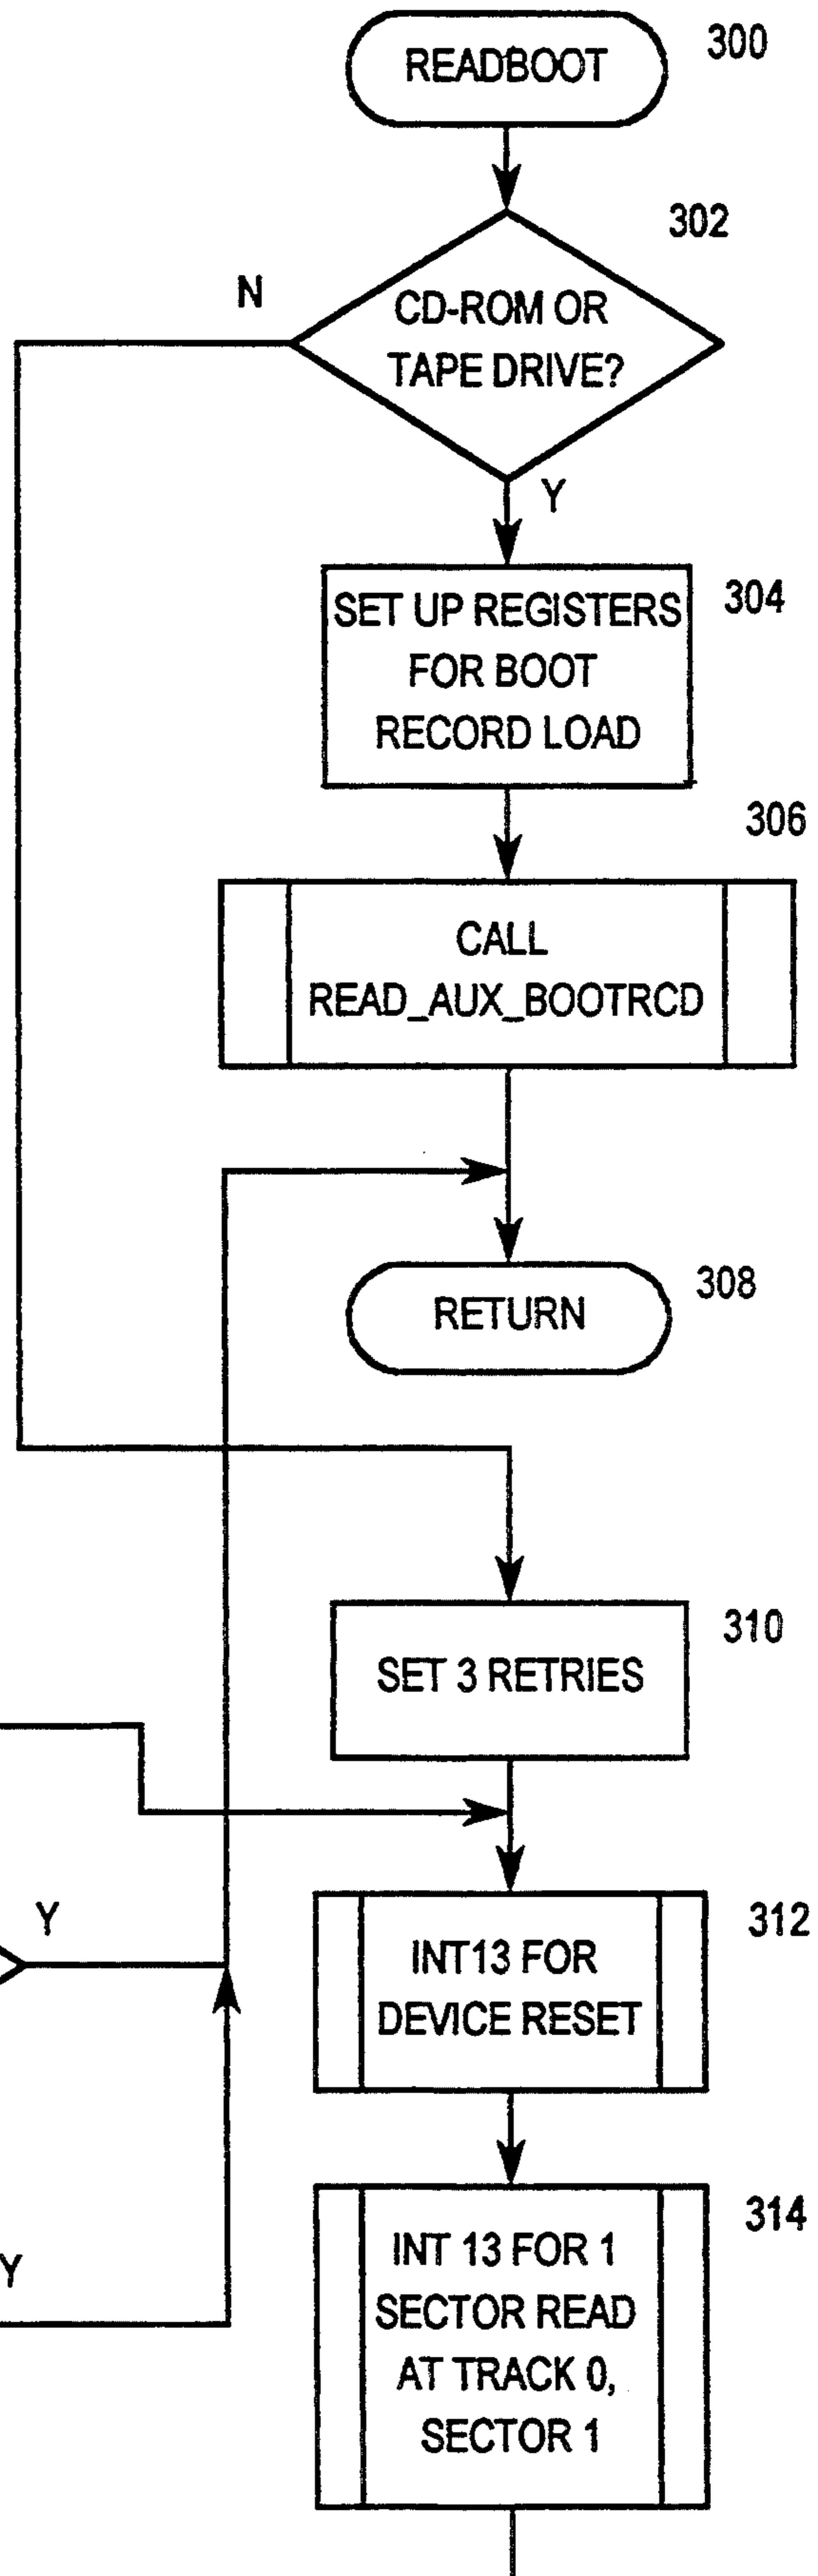 READBOOT
300
302
N
CD-ROM OR
TAPE DRIVE?
Y
SET UP REGISTERS
FOR BOOT
RECORD LOAD
304
306
CALL
READ_AUX_BOOTRCD
RETURN
308
SET 3 RETRIES
310
Y
INT13 FOR
DEVICE RESET
312
Y
INT 13 FOR 1
SECTOR READ
AT TRACK 0,
SECTOR 1
314